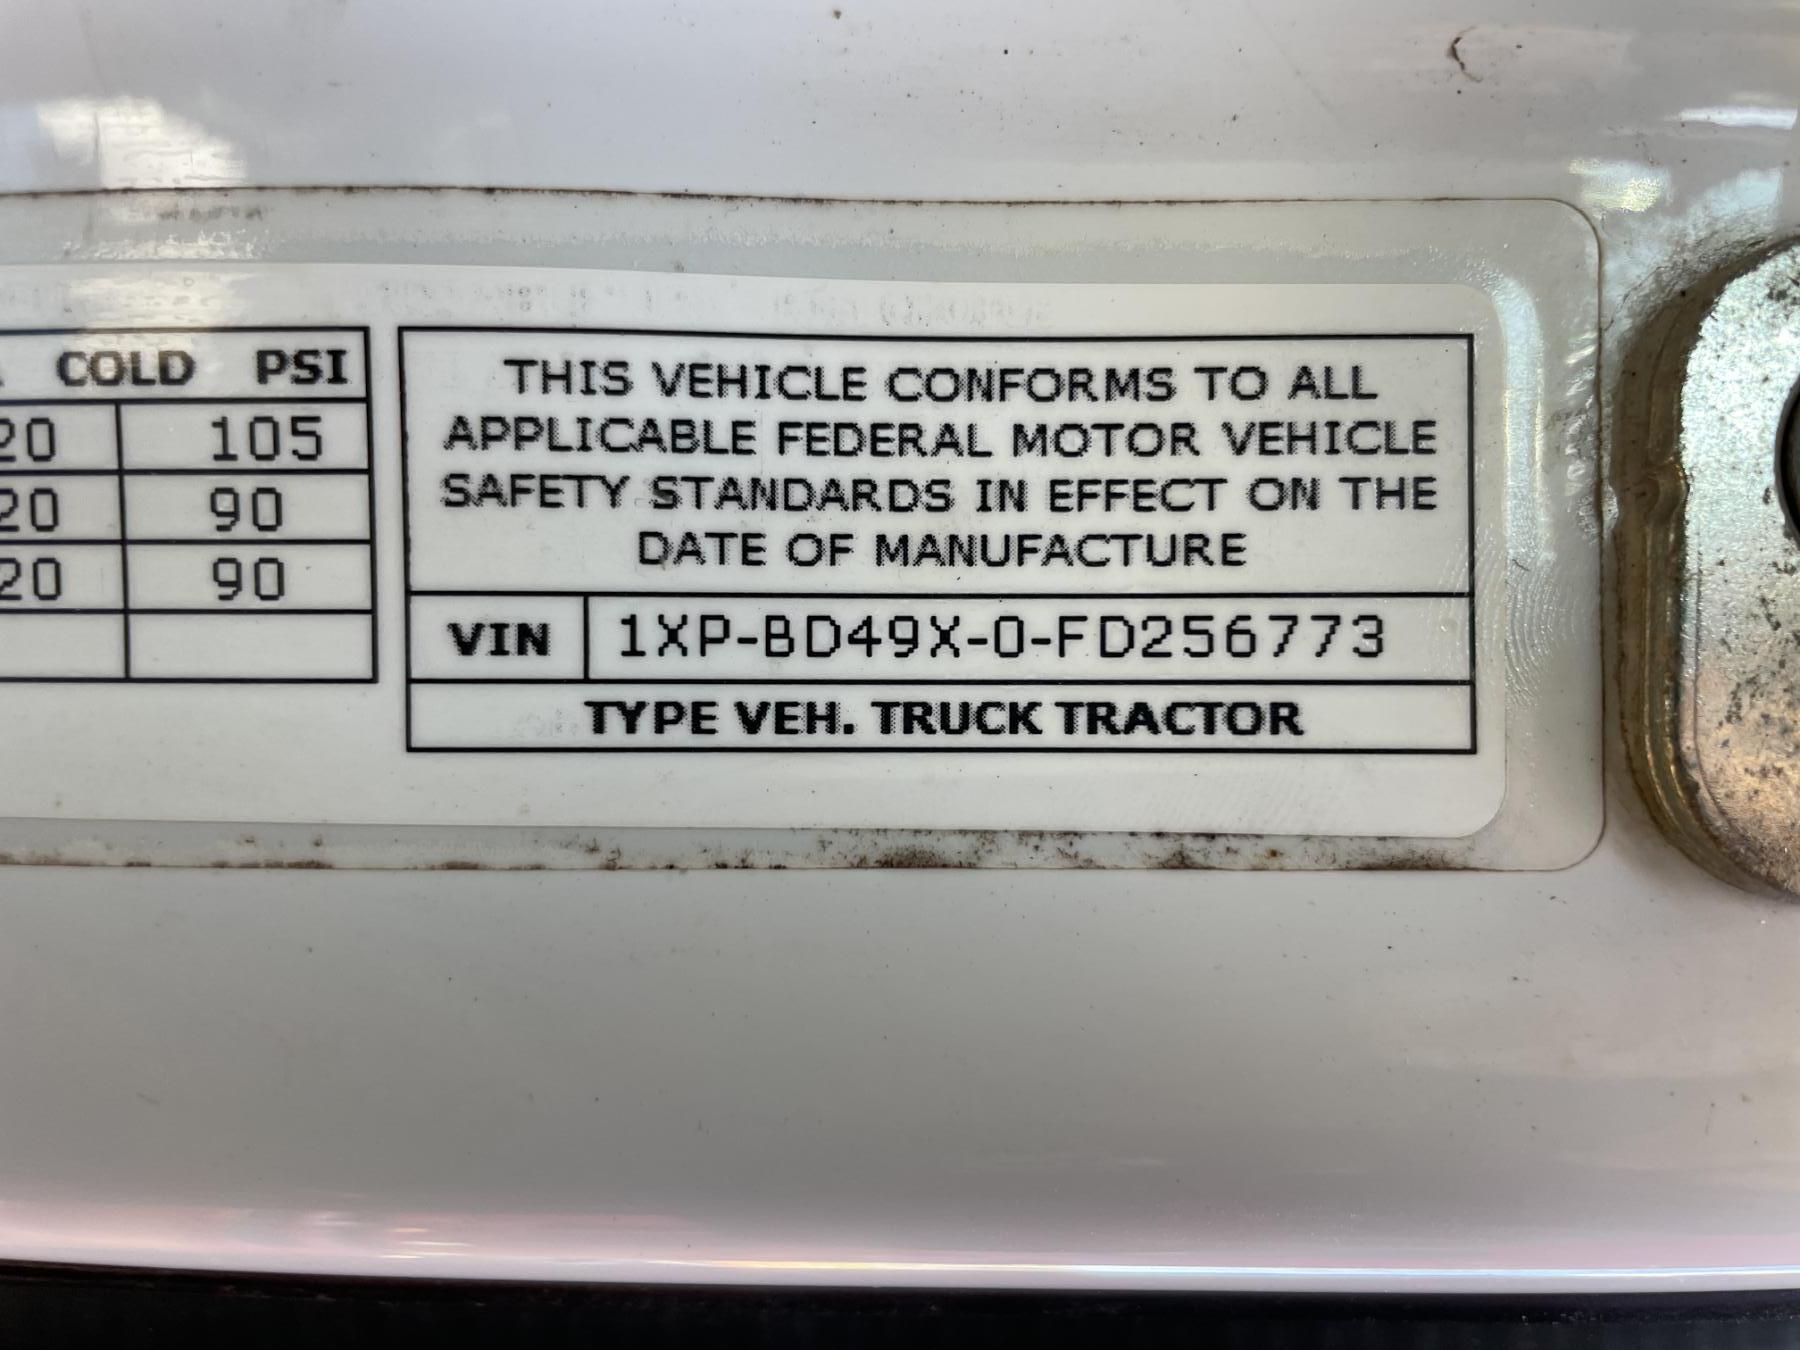 COLD PSI
20 105
20 90
20 90
THIS VEHICLE CONFORMS TO ALL
APPLICABLE FEDERAL MOTOR VEHICLE
SAFETY STANDARDS IN EFFECT ON THE
DATE OF MANUFACTURE
VIN 1XP-BD49X-0-FD256773
TYPE VEH. TRUCK TRACTOR